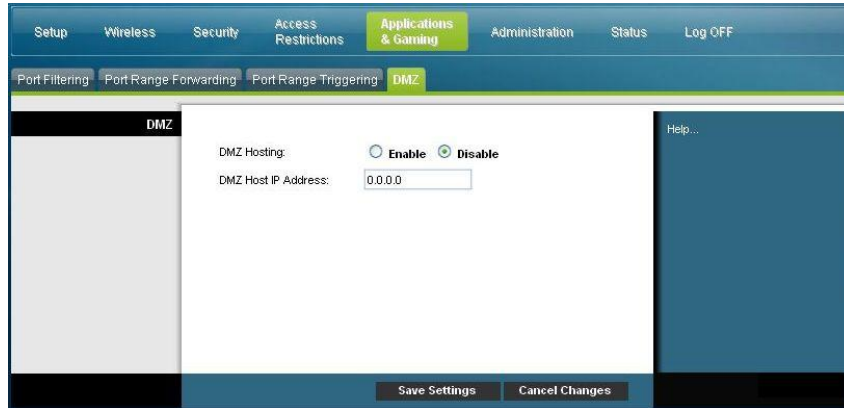 Setup Wireless Security Access Restrictions Applications & Gaming Administration Status Log OFF
Port Filtering Port Range Forwarding Port Range Triggering DMZ
DMZ
Help...
DMZ Hosting: Enable Disable
DMZ Host IP Address: 0.0.0.0
Save Settings Cancel Changes